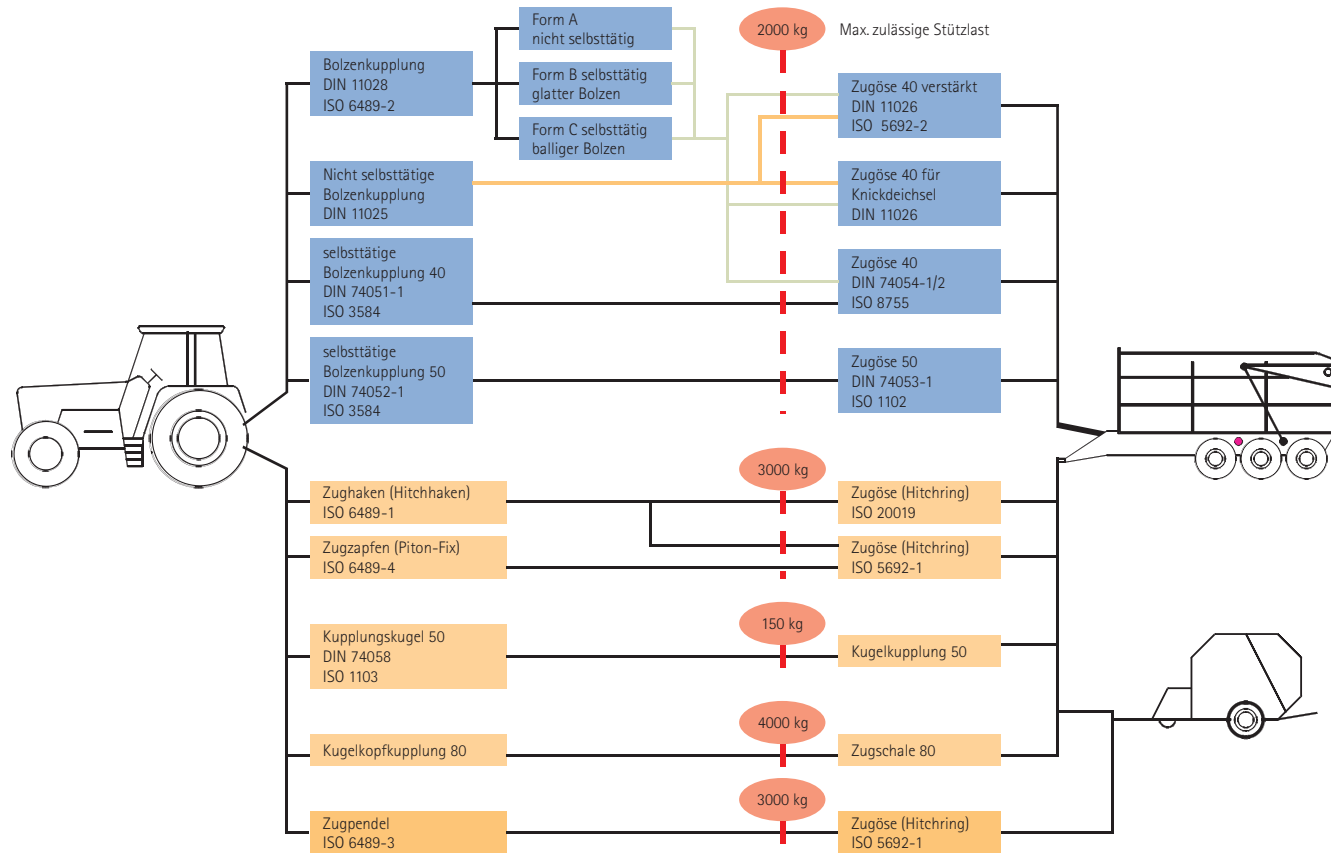 Form A
nicht selbsttätig
2000 kg
Max. zulässige Stützlast
Bolzenkupplung
DIN 11028
ISO 6489-2
Form B selbsttätig
glatter Bolzen
Zugöse 40 verstärkt
DIN 11026
ISO 5692-2
Form C selbsttätig
balliger Bolzen
Nicht selbsttätige
Bolzenkupplung
DIN 11025
Zugöse 40 für
Knickdeichsel
DIN 11026
selbsttätige
Bolzenkupplung 40
DIN 74051-1
ISO 3584
Zugöse 40
DIN 74054-1/2
ISO 8755
selbsttätige
Bolzenkupplung 50
DIN 74052-1
ISO 3584
Zugöse 50
DIN 74053-1
ISO 1102
3000 kg
Zughaken (Hitchhaken)
ISO 6489-1
Zugöse (Hitchring)
ISO 20019
Zugzapfen (Piton-Fix)
ISO 6489-4
Zugöse (Hitchring)
ISO 5692-1
150 kg
Kupplungskugel 50
DIN 74058
ISO 1103
Kugelkupplung 50
4000 kg
Kugelkopfkupplung 80
Zugschale 80
3000 kg
Zugpendel
ISO 6489-3
Zugöse (Hitchring)
ISO 5692-1